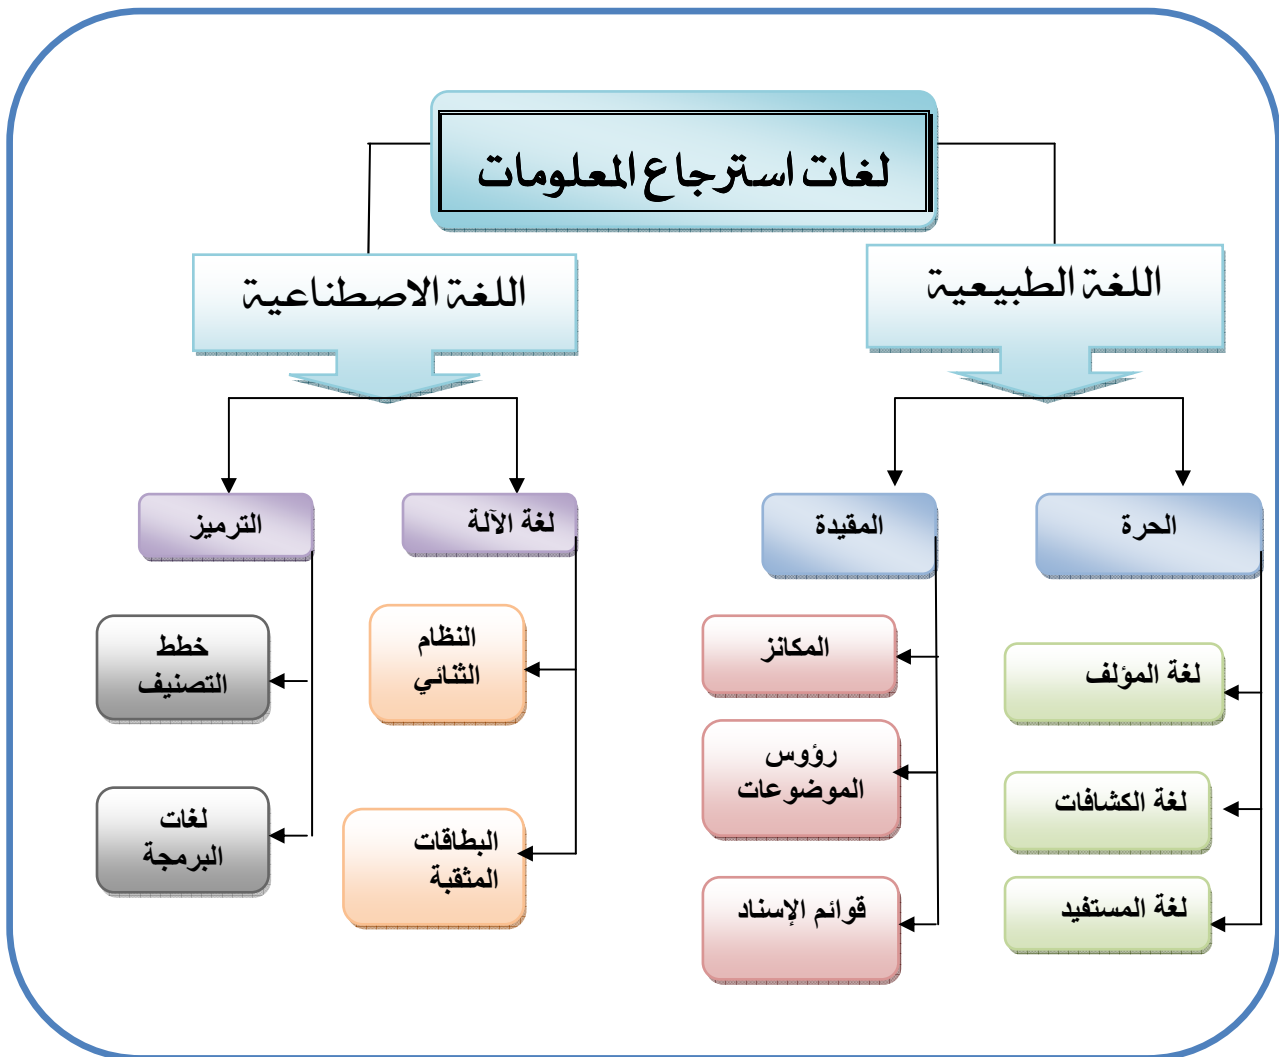 لغات استرجاع المعلومات
اللغة الطبيعية
اللغة الاصطناعية
الحرة
المقيدة
لغة الآلة
الترميز
لغة المؤلف
لغة الكشافات
لغة المستفيد
المكانز
رؤوس
الموضوعات
قوائم الإسناد
النظام
الثنائي
البطاقات
المثقبة
خطط
التصنيف
لغات
البرمجة